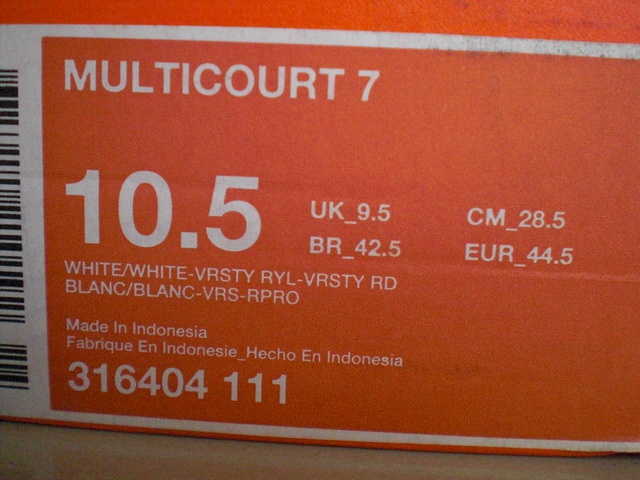 MULTICOURT 7
10.5
UK_9.5 CM_28.5
BR_42.5 EUR_44.5
WHITE/WHITE-VRSTY RYL-VRSTY RD
BLANC/BLANC-VRS-RPRO
Made In Indonesia
Fabrique En Indonesie_Hecho En Indonesia
316404 111